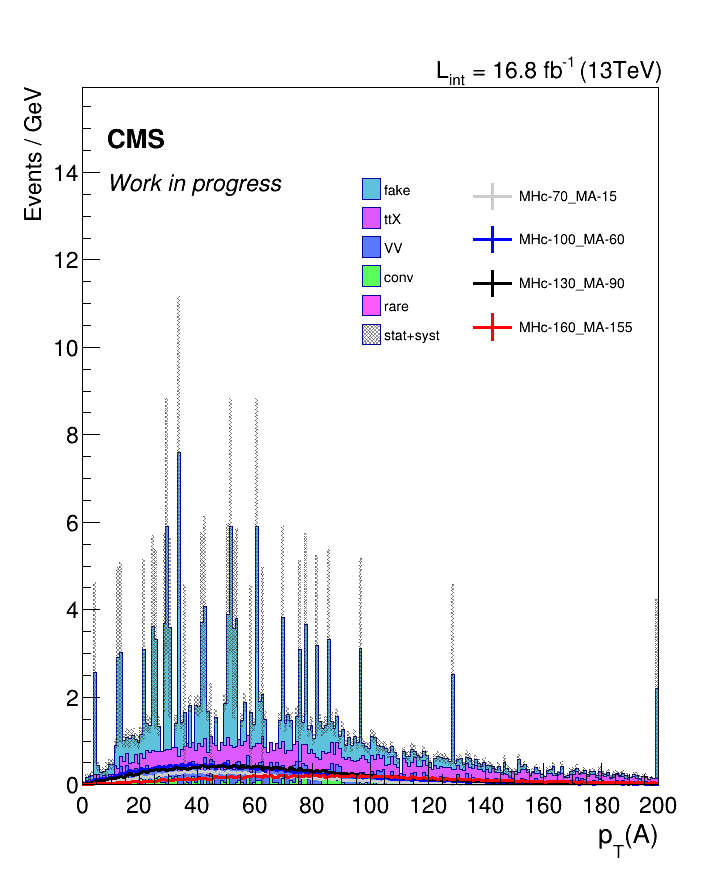 L_int = 16.8 fb^-1 (13TeV)
Events / GeV
CMS
Work in progress
fake
ttX
VV
conv
rare
stat+syst
MHc-70_MA-15
MHc-100_MA-60
MHc-130_MA-90
MHc-160_MA-155
14
12
10
8
6
4
2
0
0 20 40 60 80 100 120 140 160 180 200
p_T(A)